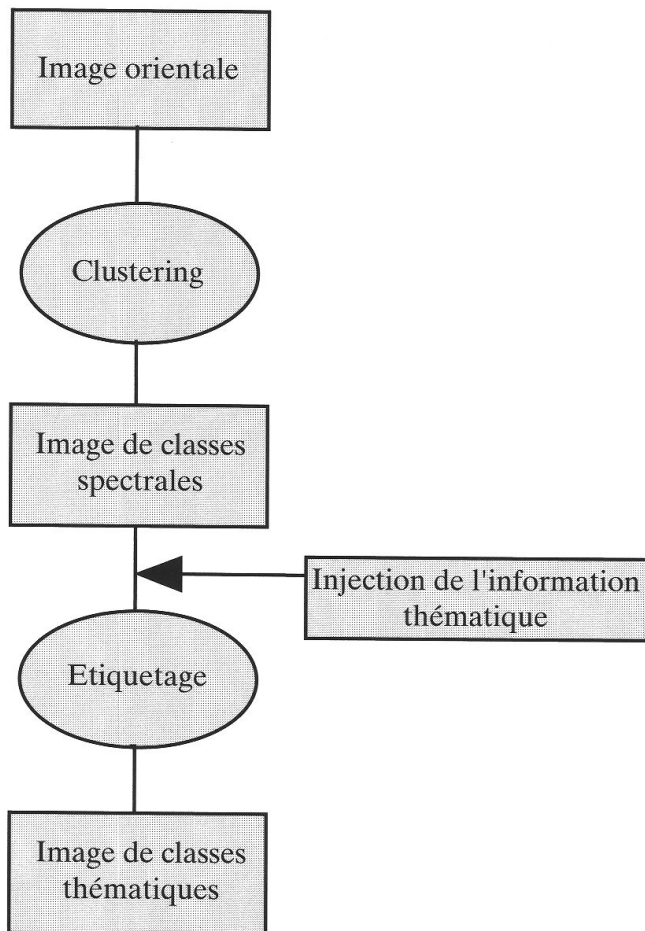 Image orientale
Clustering
Image de classes
spectrales
Injection de l'information
thématique
Etiquetage
Image de classes
thématiques